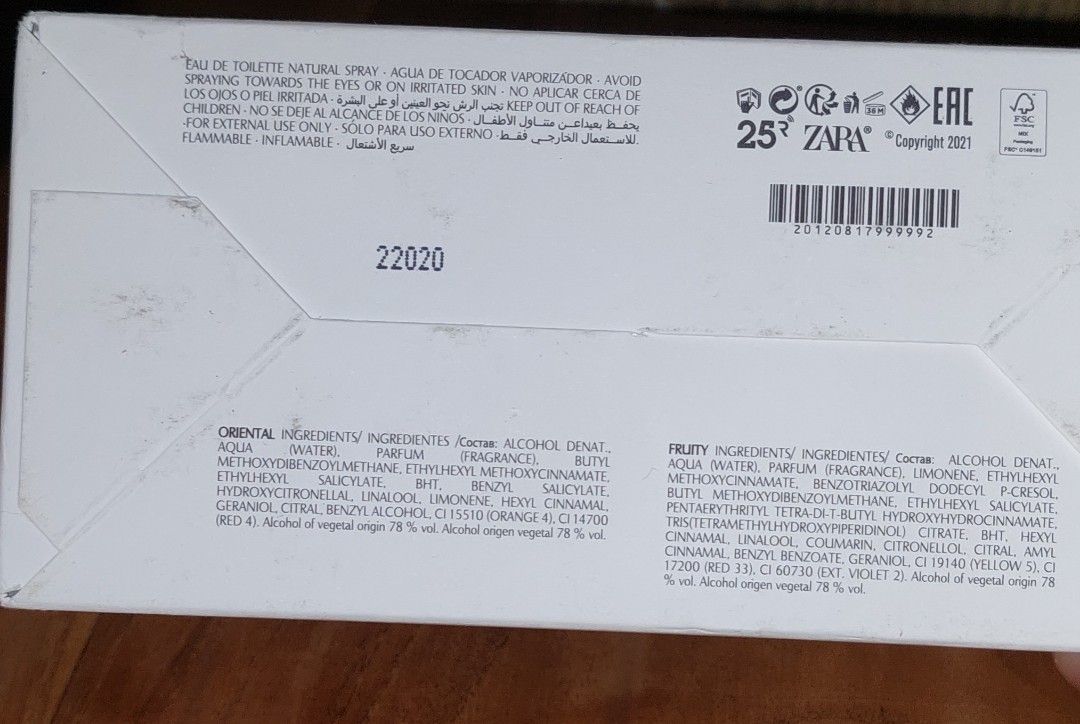 EAU DE TOILETTE NATURAL SPRAY · AGUA DE TOCADOR VAPORIZADOR · AVOID
SPRAYING TOWARDS THE EYES OR ON IRRITATED SKIN · NO APLICAR CERCA DE
LOS OJOS O PIEL IRRITADA · تجنب الرش نحو العينين أو على البشرة KEEP OUT OF REACH OF
CHILDREN · NO SE DEJE AL ALCANCE DE LOS NIÑOS · يحفظ بعيداعن متناول الأطفال
·FOR EXTERNAL USE ONLY · SÓLO PARA USO EXTERNO · للاستعمال الخارجي فقط.
FLAMMABLE · INFLAMABLE · سريع الأشتعال
36 M
EAC
25
ZARA® © Copyright 2021
FSC
MIX
Packaging
20120817999992
22020
ORIENTAL INGREDIENTS/ INGREDIENTES /Состав: ALCOHOL DENAT.,
AQUA (WATER), PARFUM (FRAGRANCE), BUTYL
METHOXYDIBENZOYLMETHANE, ETHYLHEXYL METHOXYCINNAMATE,
ETHYLHEXYL SALICYLATE, BHT, BENZYL SALICYLATE,
HYDROXYCITRONELLAL, LINALOOL, LIMONENE, HEXYL CINNAMAL,
GERANIOL, CITRAL, BENZYL ALCOHOL, CI 15510 (ORANGE 4), CI 14700
(RED 4). Alcohol of vegetal origin 78 % vol. Alcohol origen vegetal 78 % vol.
FRUITY INGREDIENTS/ INGREDIENTES/ Состав: ALCOHOL DENAT.,
AQUA (WATER), PARFUM (FRAGRANCE), LIMONENE, ETHYLHEXYL
METHOXYCINNAMATE, BENZOTRIAZOLYL DODECYL P-CRESOL,
BUTYL METHOXYDIBENZOYLMETHANE, ETHYLHEXYL SALICYLATE,
PENTAERYTHRITYL TETRA-DI-T-BUTYL HYDROXYHYDROCINNAMATE,
TRIS(TETRAMETHYLHYDROXYPIPERIDINOL) CITRATE, BHT, HEXYL
CINNAMAL, LINALOOL, COUMARIN, CITRONELLOL, CITRAL, AMYL
CINNAMAL, BENZYL BENZOATE, GERANIOL, CI 19140 (YELLOW 5), CI
17200 (RED 33), CI 60730 (EXT. VIOLET 2). Alcohol of vegetal origin 78
% vol. Alcohol origen vegetal 78 % vol.